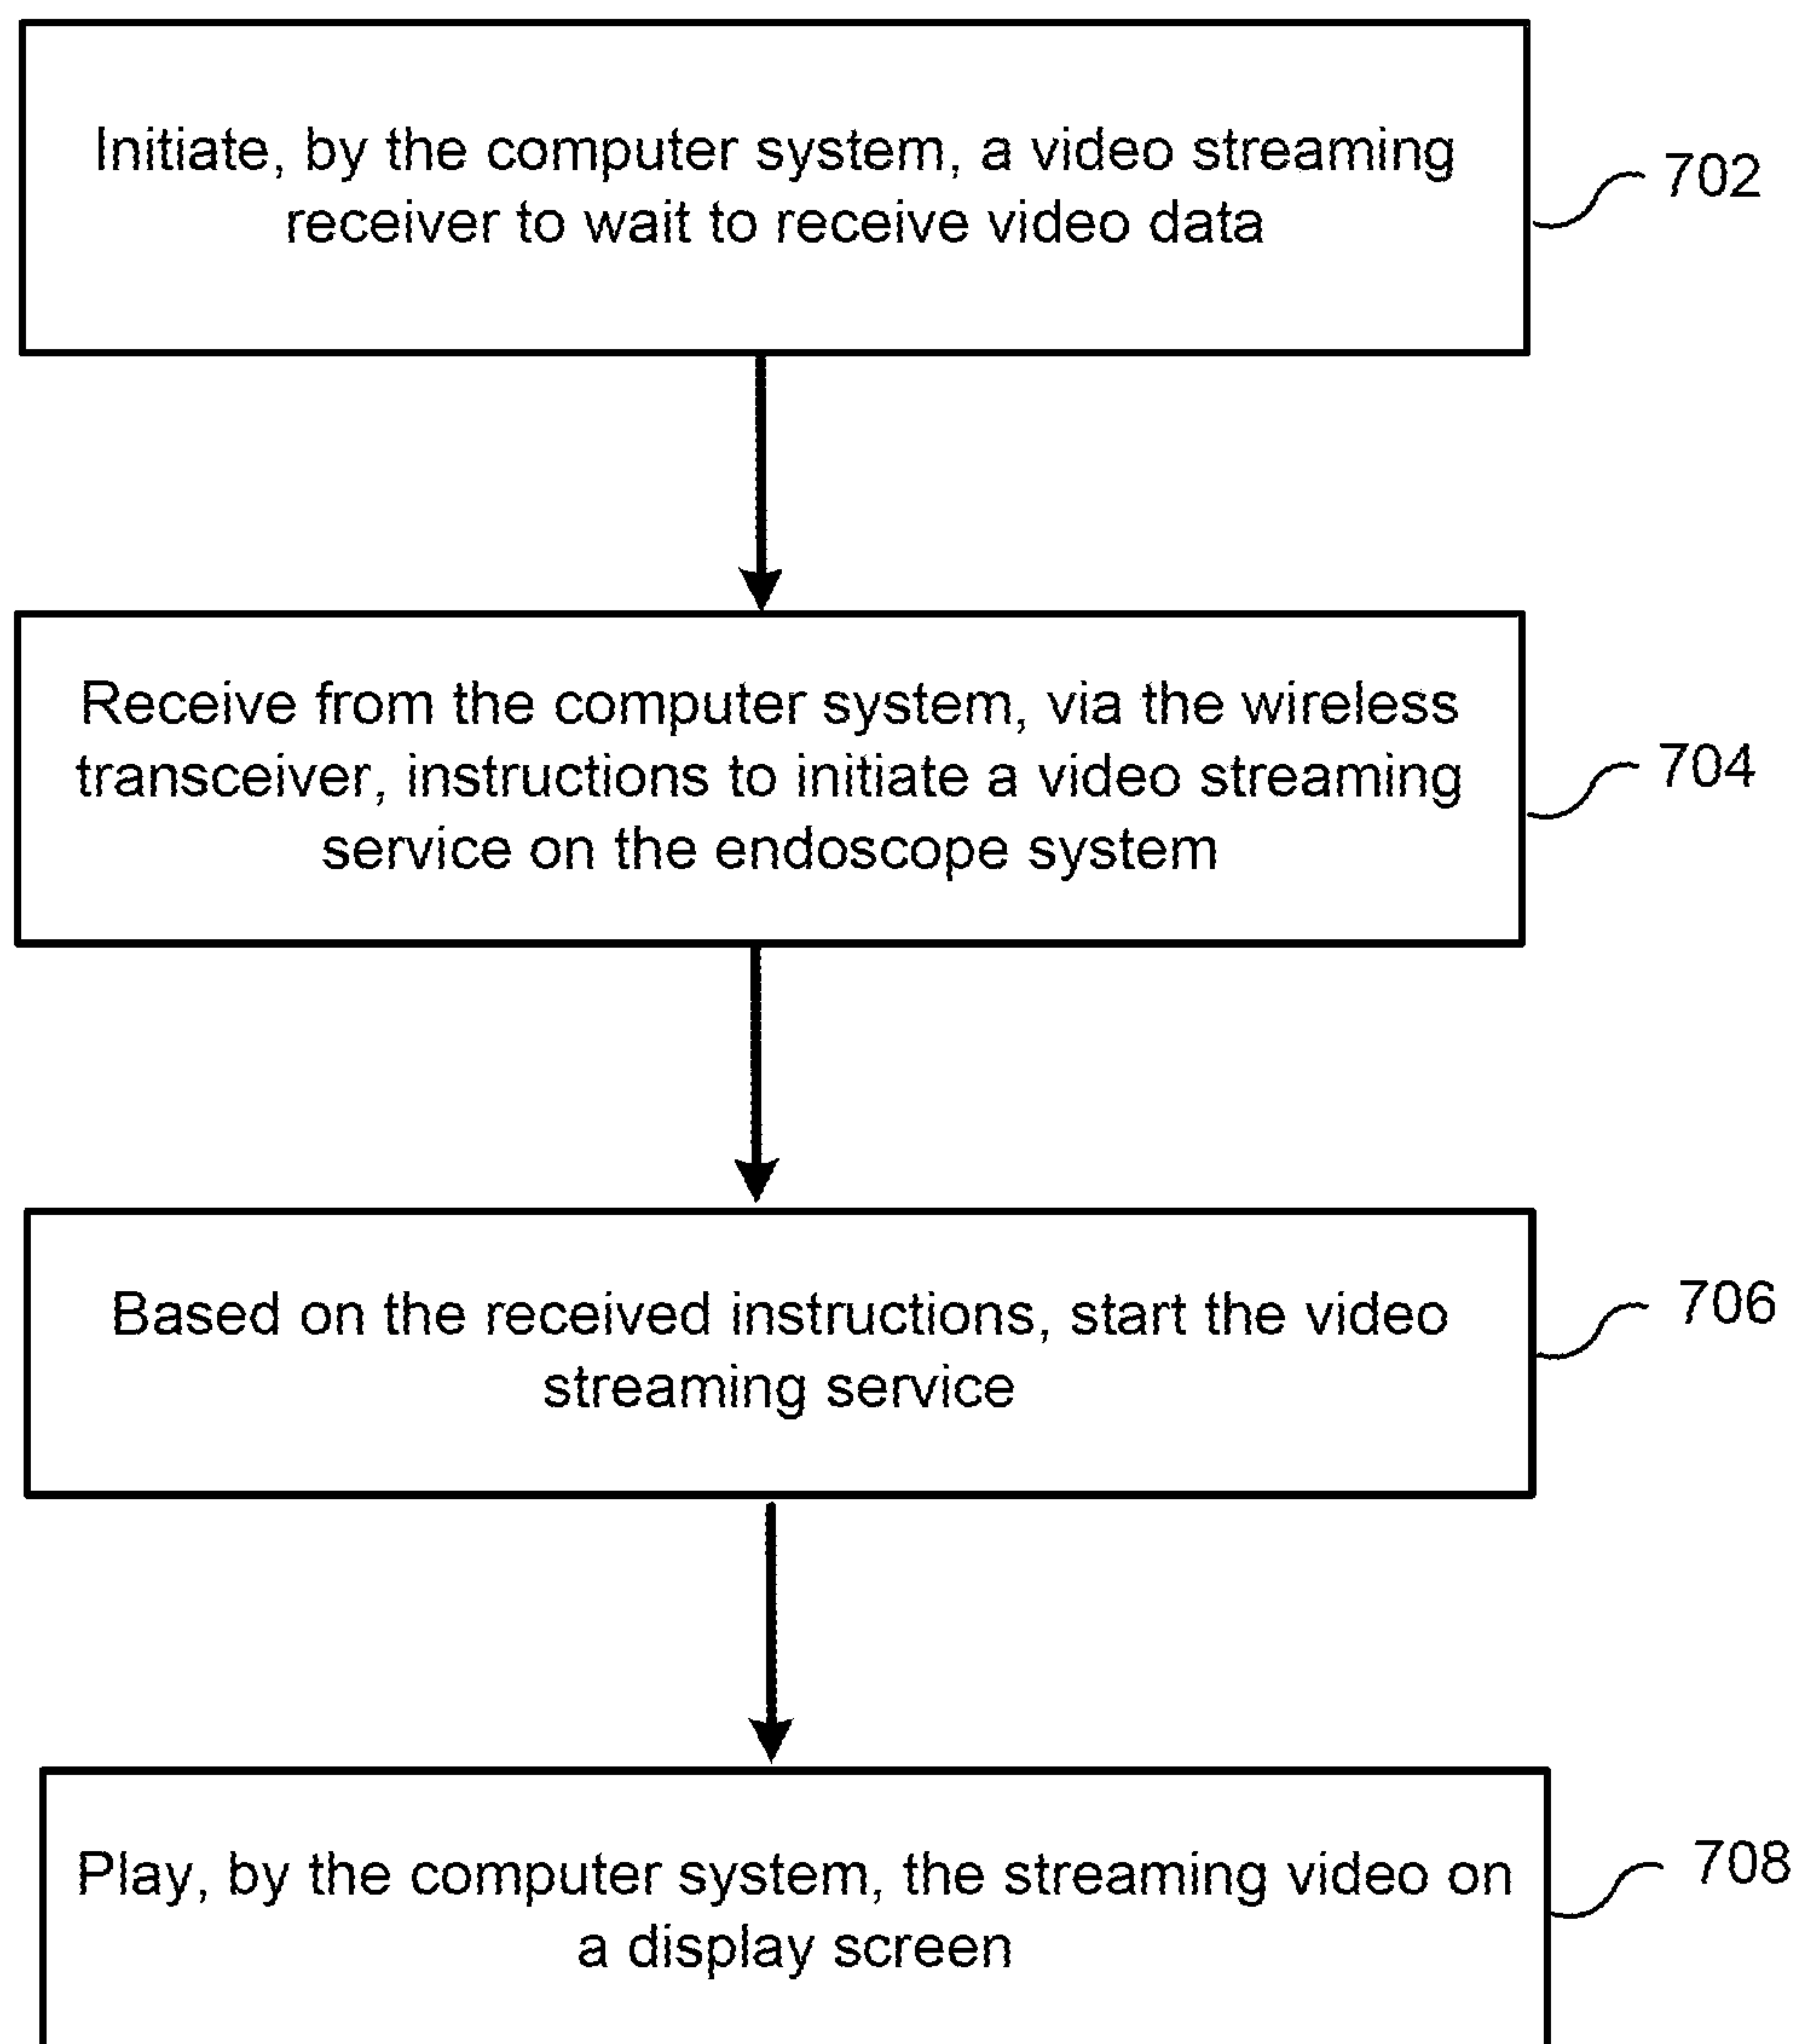 Initiate, by the computer system, a video streaming
receiver to wait to receive video data
702
Receive from the computer system, via the wireless
transceiver, instructions to initiate a video streaming
service on the endoscope system
704
Based on the received instructions, start the video
streaming service
706
Play, by the computer system, the streaming video on
a display screen
708